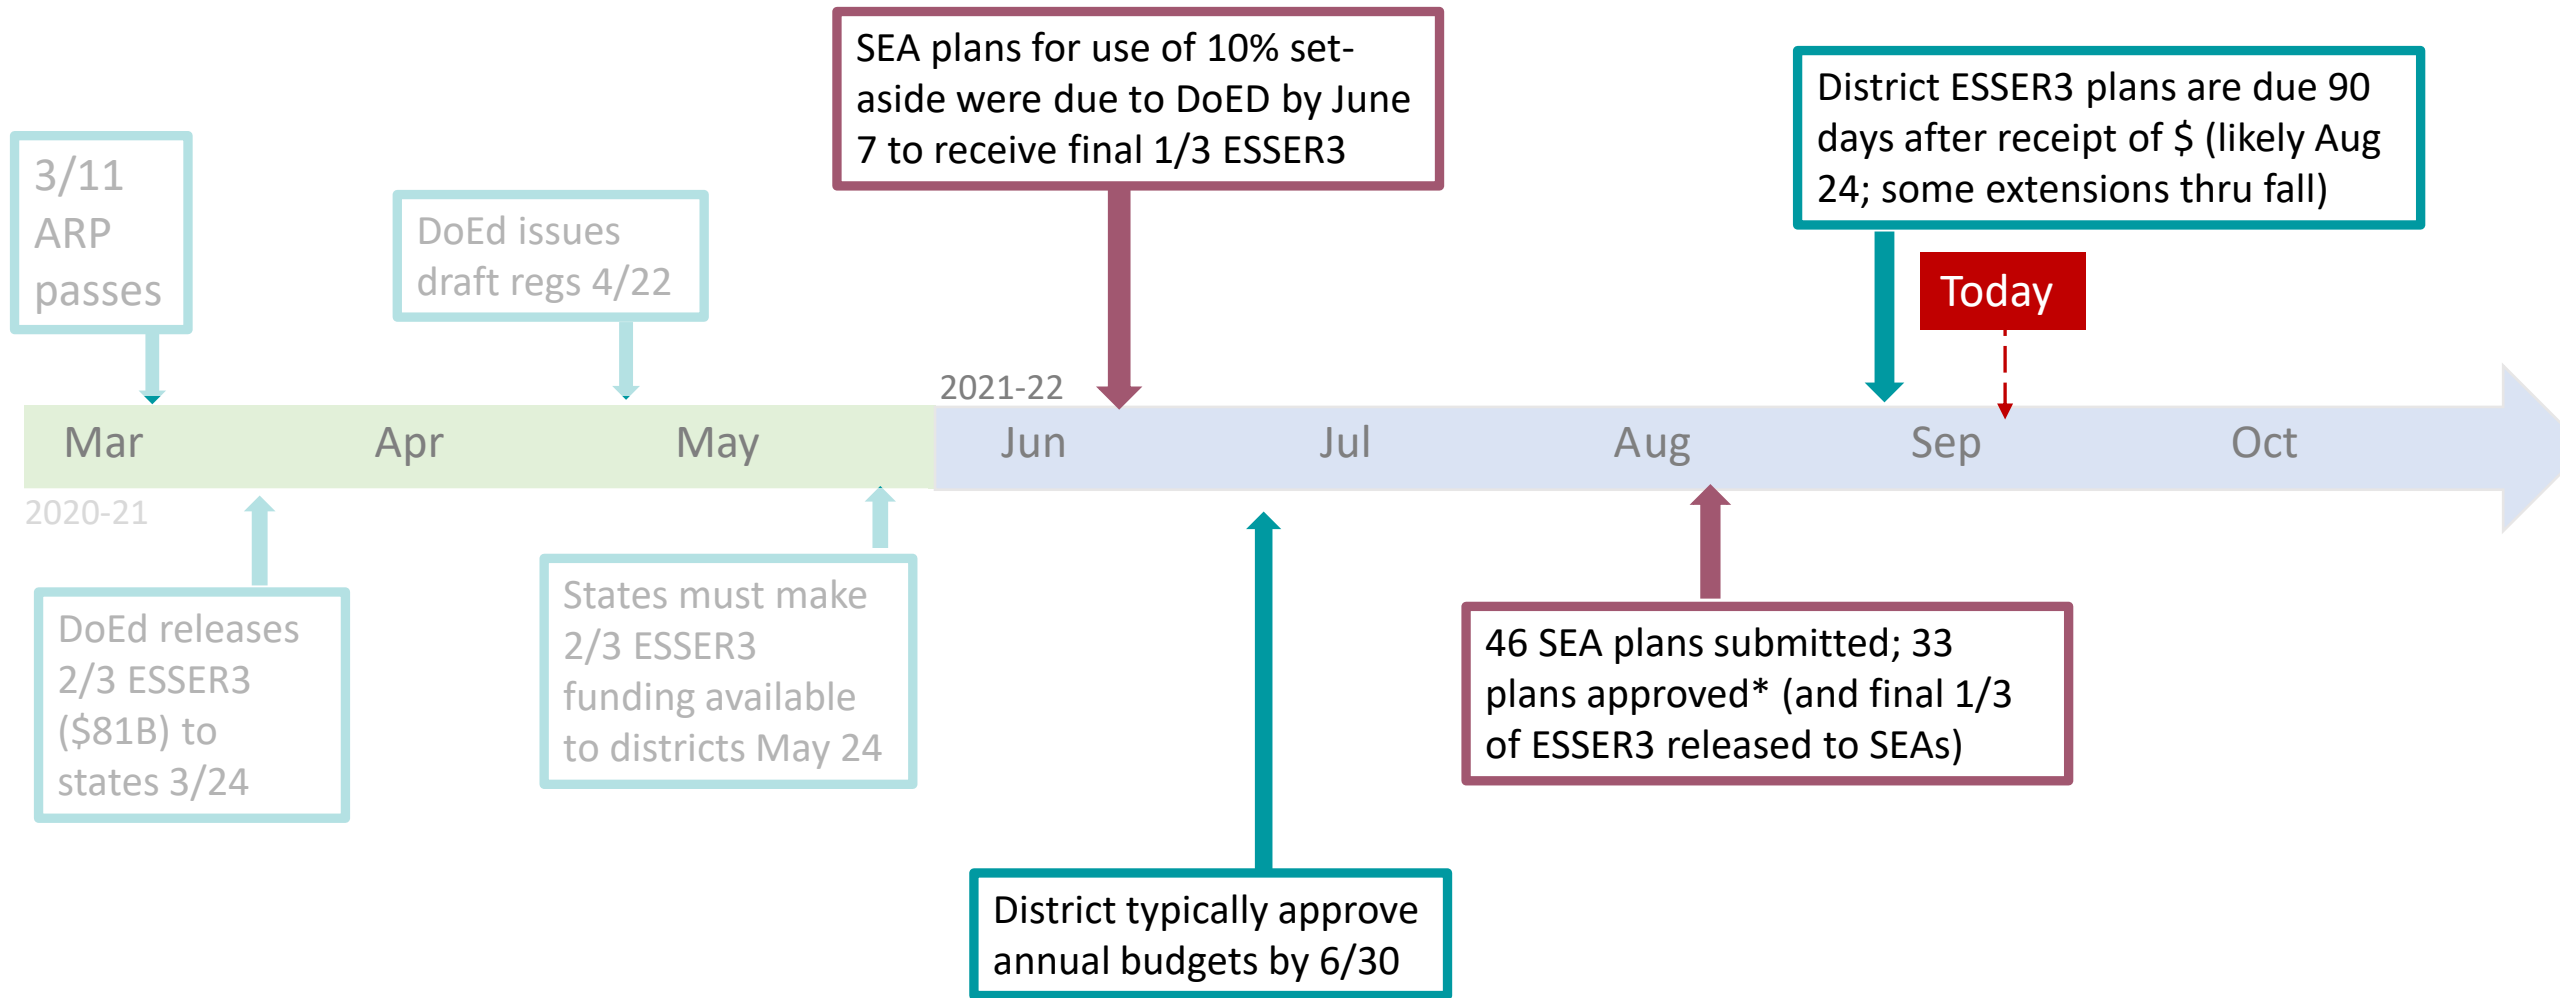 SEA plans for use of 10% set-
aside were due to DoED by June
7 to receive final 1/3 ESSER3
District ESSER3 plans are due 90
days after receipt of $ (likely Aug
24; some extensions thru fall)
3/11
ARP
passes
DoEd issues
draft regs 4/22
Today
2021-22
Mar
Apr
May
Jun
Jul
Aug
Sep
Oct
2020-21
DoEd releases
2/3 ESSER3
($81B) to
states 3/24
States must make
2/3 ESSER3
funding available
to districts May 24
46 SEA plans submitted; 33
plans approved* (and final 1/3
of ESSER3 released to SEAs)
District typically approve
annual budgets by 6/30